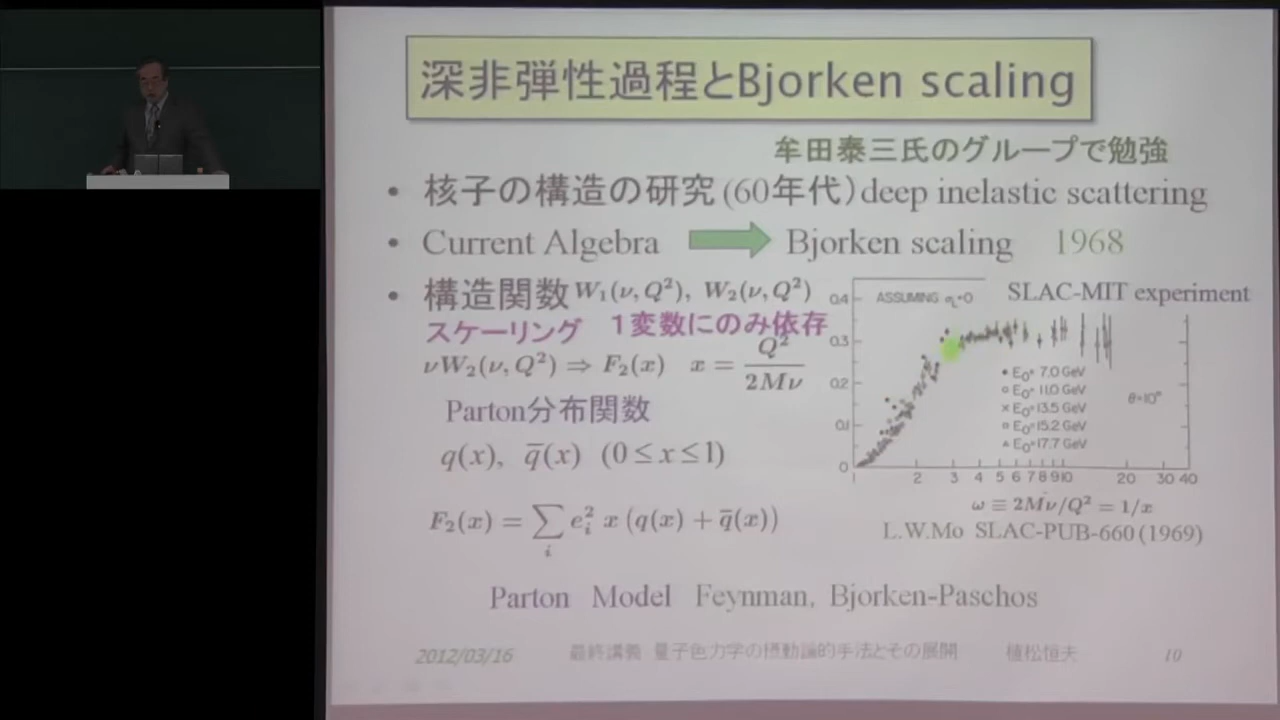 深非弾性過程とBjorken scaling
牟田泰三氏のグループで勉強
• 核子の構造の研究(60年代)deep inelastic scattering
• Current Algebra Bjorken scaling 1968
• 構造関数 W₁(ν,Q²), W₂(ν,Q²)
スケーリング 1変数にのみ依存
νW₂(ν,Q²) ⇒ F₂(x) x = Q²/2Mν
Parton分布関数
q(x), q̅(x) (0≤x≤1)
F₂(x) = ∑ᵢ eᵢ² x (q(x) + q̅(x))
SLAC-MIT experiment
ASSUMING σL=0
0.4
0.3
0.2
0.1
0
• E₀= 7.0 GeV
○ E₀= 11.0 GeV
× E₀=13.5 GeV
□ E₀=15.2 GeV
▵ E₀=17.7 GeV
θ=10°
1 2 3 4 5 6 7 8 9 10 20 30 40
ω ≡ 2Mν/Q² = 1/x
L.W.Mo SLAC-PUB-660(1969)
Parton Model Feynman, Bjorken-Paschos
2012/03/16 最終講義 量子色力学の摂動論的手法とその展開 植松恒夫 10